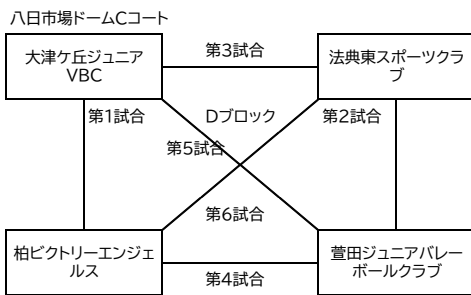 八日市場ドームCコート
大津ケ丘ジュニア
VBC
第3試合
法典東スポーツクラ
ブ
第1試合
Dブロック
第2試合
第5試合
第6試合
柏ビクトリーエンジェ
ルス
第4試合
萱田ジュニアバレー
ボールクラブ